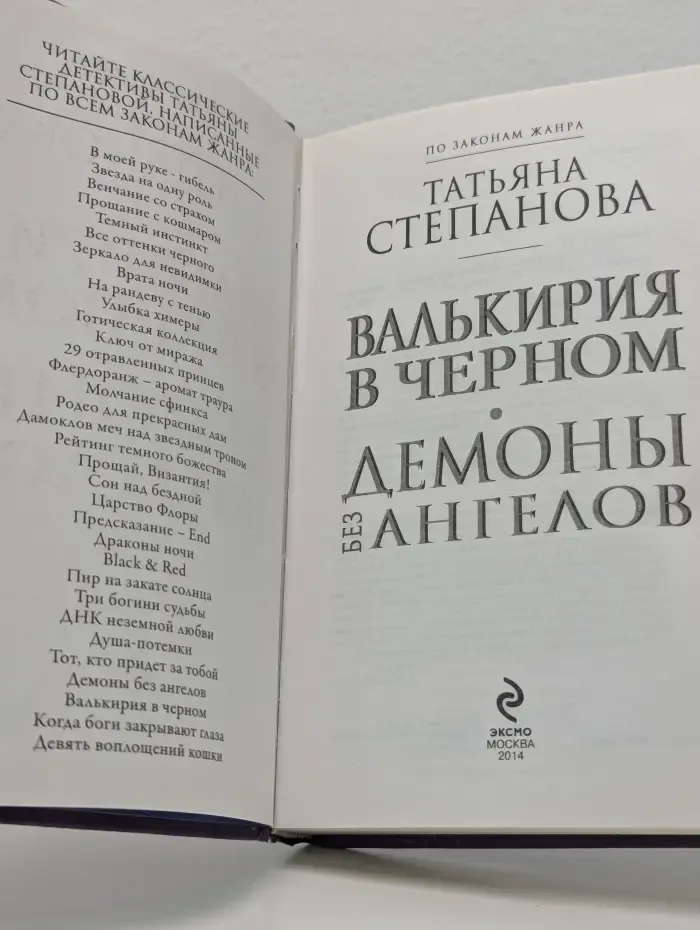 ЧИТАЙТЕ КЛАССИЧЕСКИЕ
ДЕТЕКТИВЫ ТАТЬЯНЫ
СТЕПАНОВОЙ, НАПИСАННЫЕ
ПО ВСЕМ ЗАКОНАМ ЖАНРА:
В моей руке - гибель
Звезда на одну роль
Венчание со страхом
Прощание с кошмаром
Темный инстинкт
Все оттенки черного
Зеркало для невидимки
Врата ночи
На рандеву с тенью
Улыбка химеры
Готическая коллекция
Ключ от миража
29 отравленных принцев
Флердоранж – аромат траура
Молчание сфинкса
Родео для прекрасных дам
Дамоклов меч над звездным троном
Рейтинг темного божества
Прощай, Византия!
Сон над бездной
Царство Флоры
Предсказание – End
Драконы ночи
Black & Red
Пир на закате солнца
Три богини судьбы
ДНК неземной любви
Душа-потемки
Тот, кто придет за тобой
Демоны без ангелов
Валькирия в черном
Когда боги закрывают глаза
Девять воплощений кошки
ПО ЗАКОНАМ ЖАНРА
ТАТЬЯНА
СТЕПАНОВА
ВАЛЬКИРИЯ
В ЧЕРНОМ
•
ДЕМОНЫ
БЕЗ АНГЕЛОВ
ЭКСМО
МОСКВА
2014